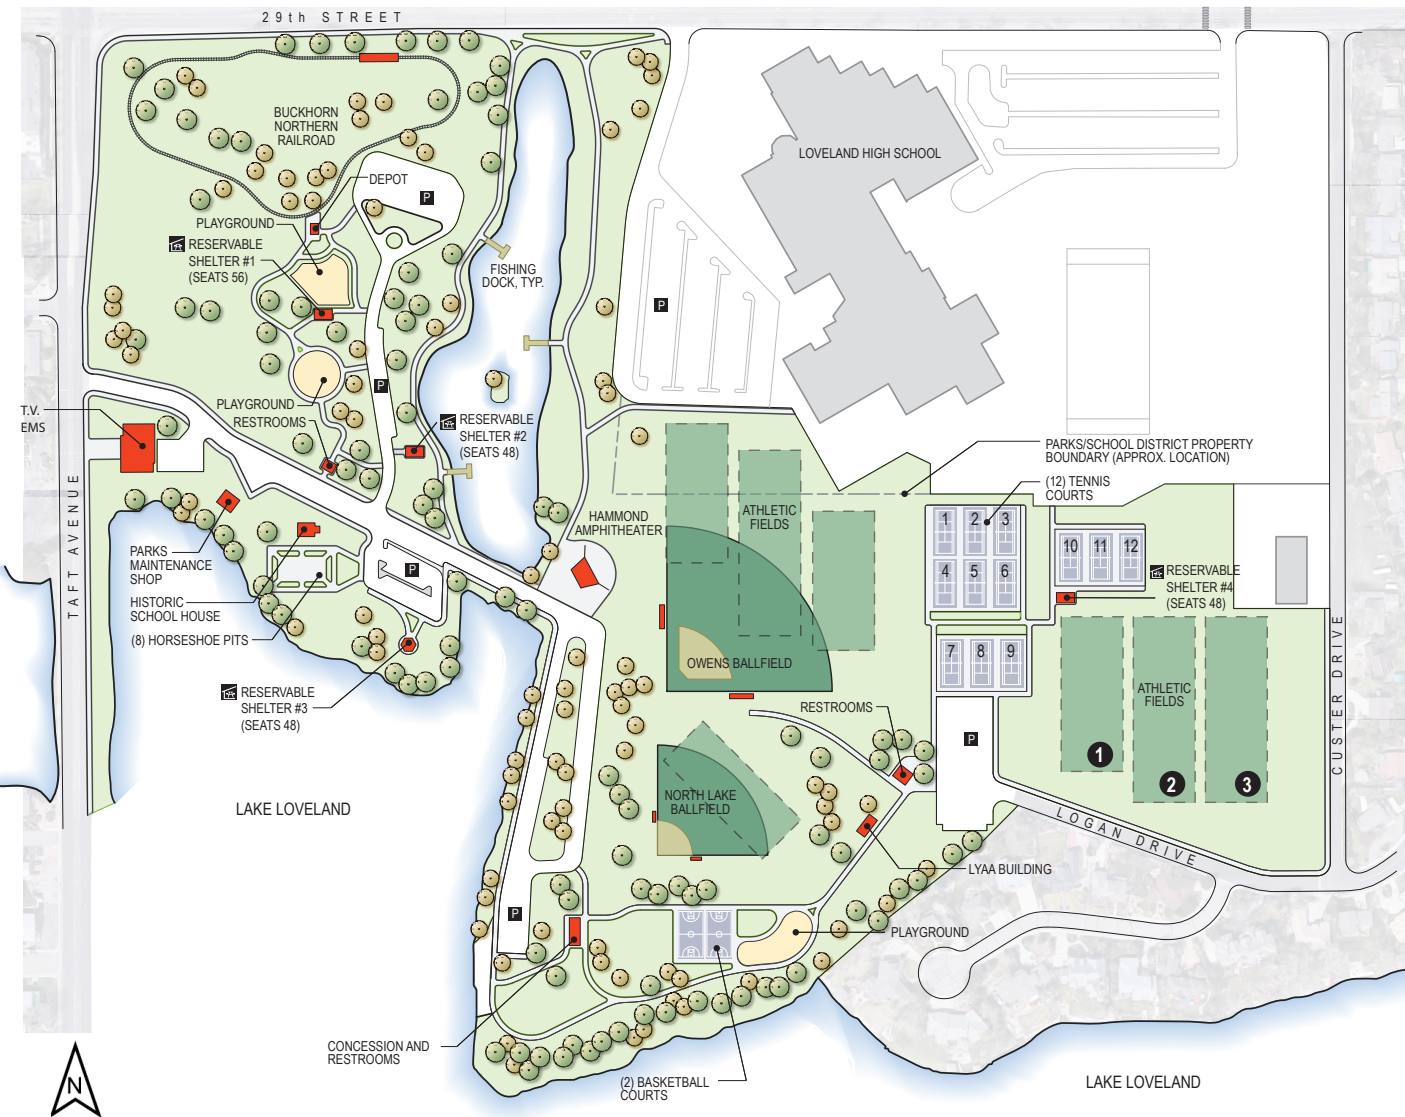 29th STREET
BUCKHORN
NORTHERN
RAILROAD
LOVELAND HIGH SCHOOL
DEPOT
P
PLAYGROUND
RESERVABLE
SHELTER #1
(SEATS 56)
FISHING
DOCK, TYP.
P
P
T.V.
EMS
PLAYGROUND
RESTROOMS
RESERVABLE
SHELTER #2
(SEATS 48)
PARKS/SCHOOL DISTRICT PROPERTY
BOUNDARY (APPROX. LOCATION)
(12) TENNIS
COURTS
TAFT AVENUE
HAMMOND
AMPHITHEATER
ATHLETIC
FIELDS
1 2 3
4 5 6
10 11 12
PARKS
MAINTENANCE
SHOP
P
RESERVABLE
SHELTER #4
(SEATS 48)
HISTORIC
SCHOOL HOUSE
(8) HORSESHOE PITS
7 8 9
OWENS BALLFIELD
RESERVABLE
SHELTER #3
(SEATS 48)
RESTROOMS
P
ATHLETIC
FIELDS
1
2
3
CUSTER DRIVE
NORTH LAKE
BALLFIELD
LAKE LOVELAND
LOGAN DRIVE
LYAA BUILDING
P
PLAYGROUND
CONCESSION AND
RESTROOMS
(2) BASKETBALL
COURTS
N
LAKE LOVELAND